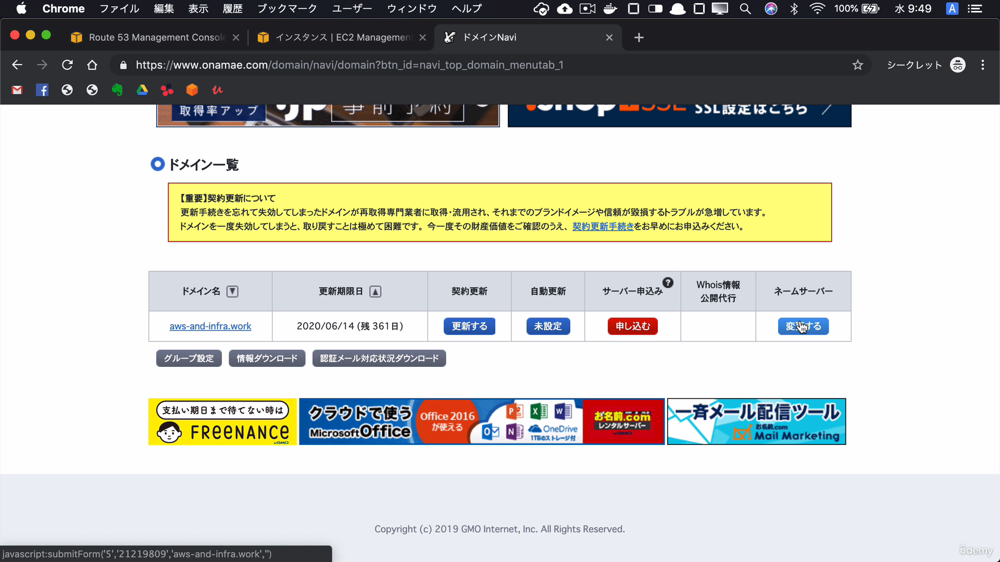 Chrome ファイル 編集 表示 履歴 ブックマーク ユーザー ウィンドウ ヘルプ 100% 水 9:49 A
Route 53 Management Consol
インスタンス | EC2 Management
ドメインNavi
https://www.onamae.com/domain/navi/domain?btn_id=navi_top_domain_menutab_1
シークレット
取得率アップ .jp 事前予約
.shop SSL SSL設定はこちら
ドメイン一覧
【重要】契約更新について
更新手続きを忘れて失効してしまったドメインが再取得専門業者に取得・流用され、それまでのブランドイメージや信頼が毀損するトラブルが急増しています。
ドメインを一度失効してしまうと、取り戻すことは極めて困難です。今一度その財産価値をご確認のうえ、契約更新手続きをお早めにお申込みください。
ドメイン名 更新期限日 契約更新 自動更新 サーバー申込み ? Whois情報 公開代行 ネームサーバー
aws-and-infra.work 2020/06/14 (残 361日) 更新する 未設定 申し込む 変更する
グループ設定 情報ダウンロード 認証メール対応状況ダウンロード
支払い期日まで待てない時は
FREENANCE
by GMO
クラウドで使う
Microsoft Office
Office 2016
が使える
OneDrive
1TBのストレージ付
お名前.com
レンタルサーバー
by GMO
一斉メール配信ツール
お名前.com
Mail Marketing
Copyright (c) 2019 GMO Internet, Inc. All Rights Reserved.
javascript:submitForm('5','21219809','aws-and-infra.work','')
ûdemy